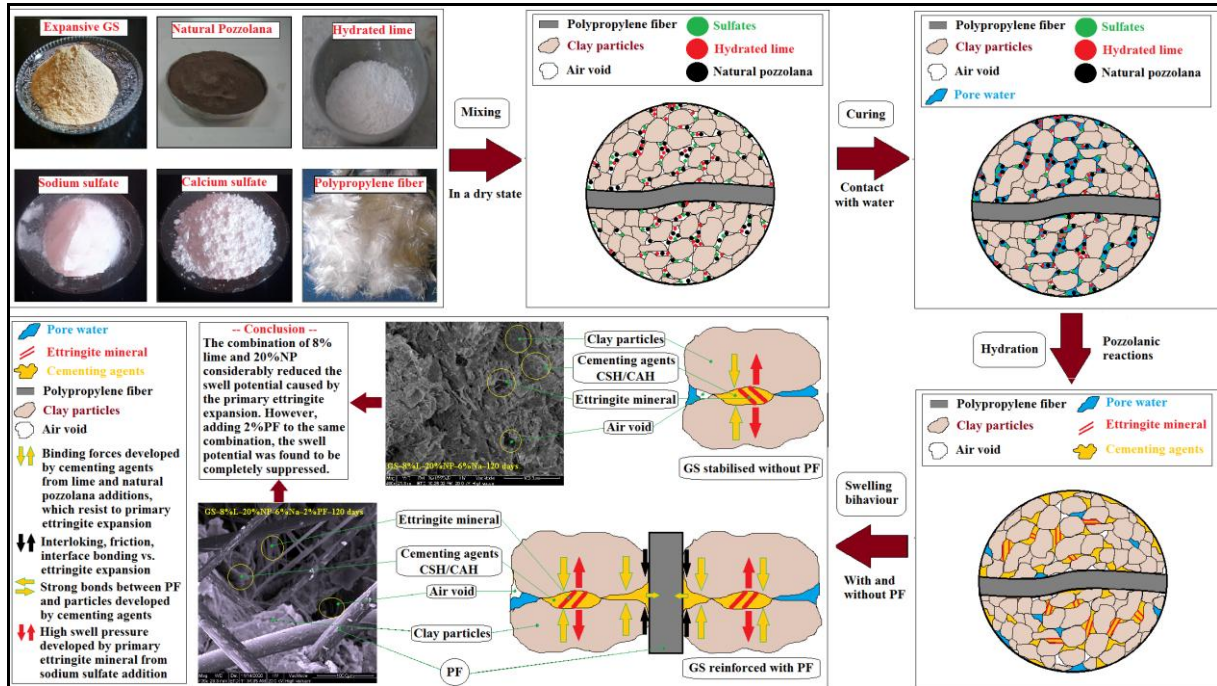 Expansive GS
Natural Pozzolana
Hydrated lime
Sodium sulfate
Calcium sulfate
Polypropylene fiber
Mixing
In a dry state
Polypropylene fiber
Clay particles
Air void
Sulfates
Hydrated lime
Natural pozzolana
Curing
Contact
with water
Polypropylene fiber
Clay particles
Air void
Pore water
Sulfates
Hydrated lime
Natural pozzolana
Hydration
Pozzolanic
reactions
Polypropylene fiber
Clay particles
Air void
Pore water
Ettringite mineral
Cementing agents
Swelling
bihaviour
With and
without PF
Clay particles
Cementing agents
CSH/CAH
Ettringite mineral
Air void
GS stabilised without PF
GS-8%L-20%NP-6%Na-120 days
Ettringite mineral
Cementing agents
CSH/CAH
Air void
Clay particles
PF
GS reinforced with PF
GS-8%L-20%NP-6%Na-2%PF-120 days
-- Conclusion --
The combination of 8%
lime and 20%NP
considerably reduced the
swell potential caused by
the primary ettringite
expansion. However,
adding 2%PF to the same
combination, the swell
potential was found to be
completely suppressed.
Pore water
Ettringite mineral
Cementing agents
Polypropylene fiber
Clay particles
Air void
Binding forces developed
by cementing agents
from lime and natural
pozzolana additions,
which resist to primary
ettringite expansion
Interloking, friction,
interface bonding vs.
ettringite expansion
Strong bonds between PF
and particles developed
by cementing agents
High swell pressure
developed by primary
ettringite mineral from
sodium sulfate addition